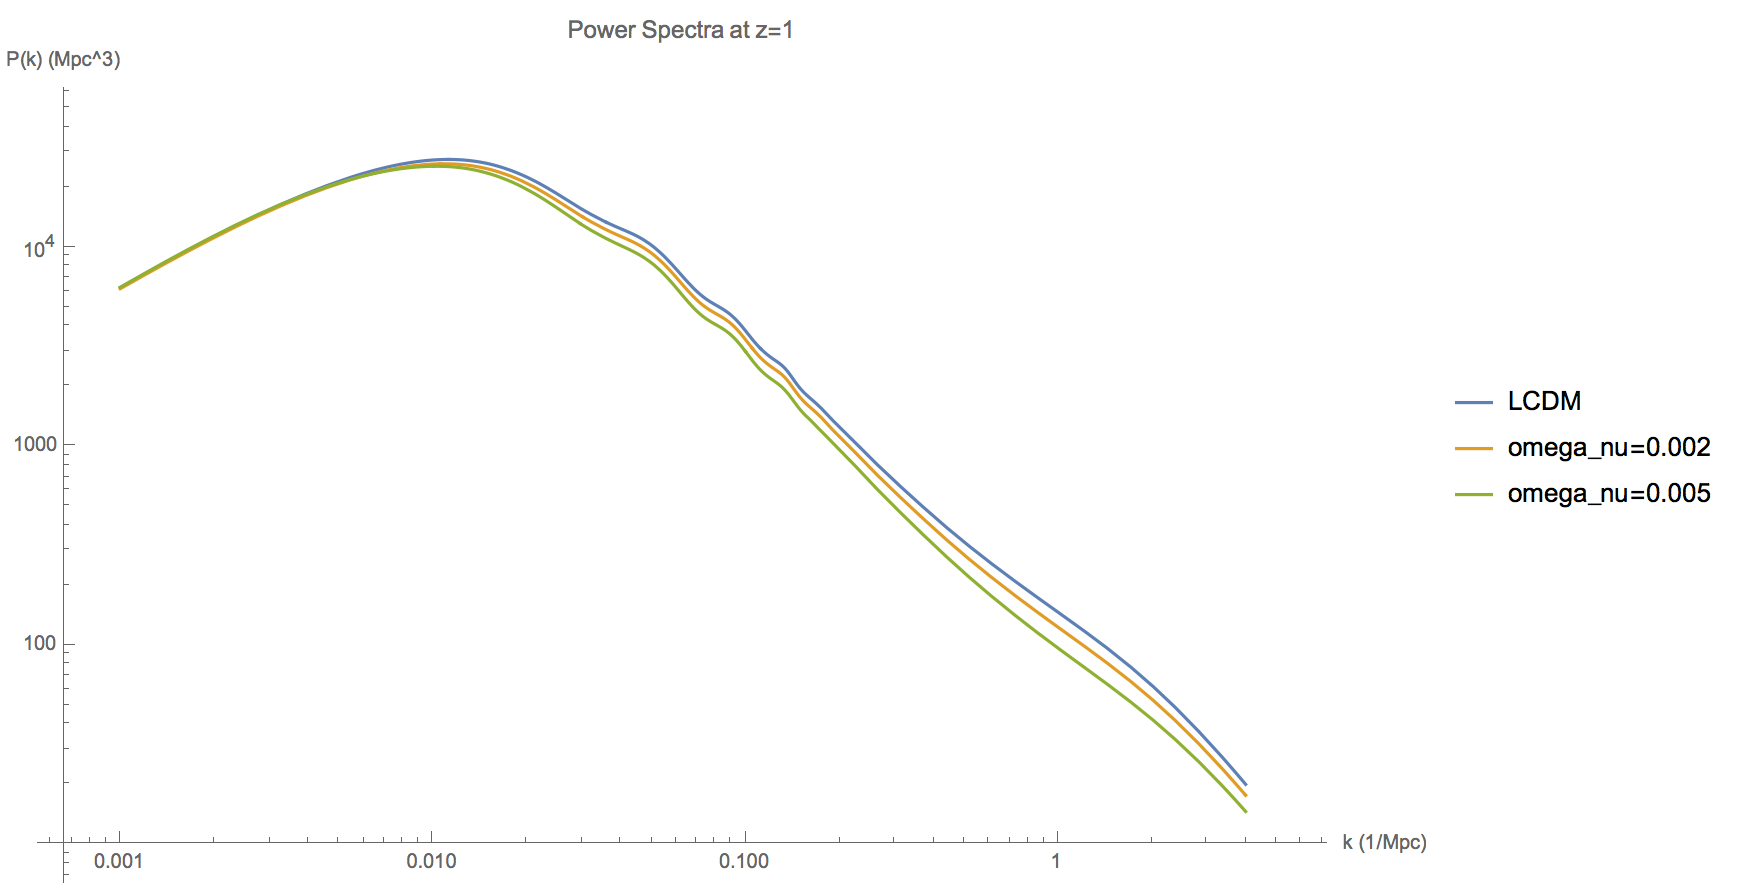 Power Spectra at z=1
P(k) (Mpc^3)
10^4
1000
100
0.001 0.010 0.100 1
k (1/Mpc)
LCDM
omega_nu=0.002
omega_nu=0.005